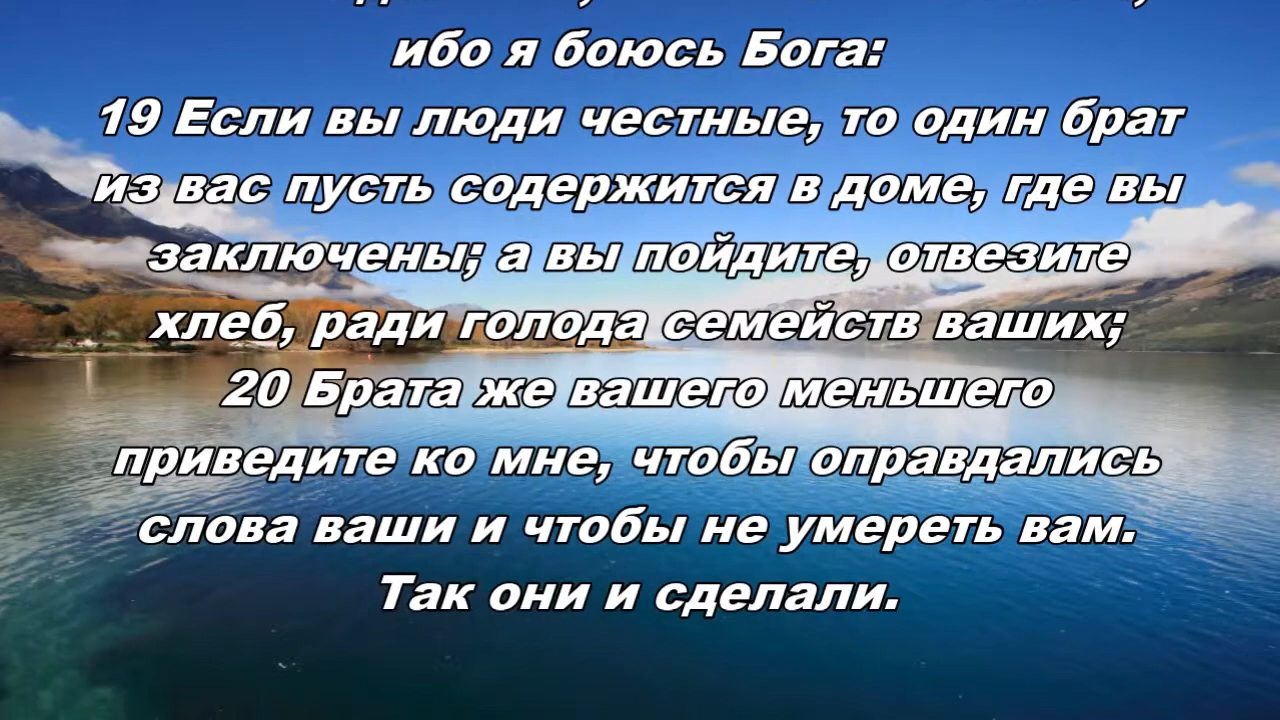 ибо я боюсь Бога:
19 Если вы люди честные, то один брат
из вас пусть содержится в доме, где вы
заключены; а вы пойдите, отвезите
хлеб, ради голода семейств ваших;
20 Брата же вашего меньшего
приведите ко мне, чтобы оправдались
слова ваши и чтобы не умереть вам.
Так они и сделали.